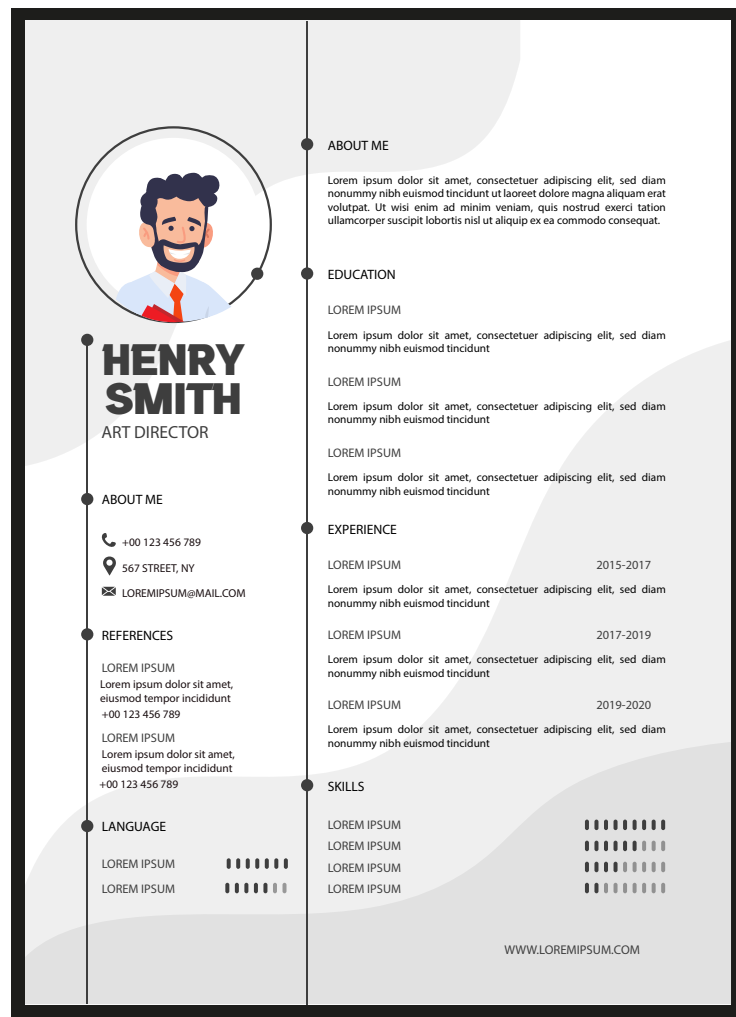 HENRY
SMITH
ART DIRECTOR
ABOUT ME
+00 123 456 789
567 STREET, NY
LOREMIPSUM@MAIL.COM
REFERENCES
LOREM IPSUM
Lorem ipsum dolor sit amet,
eiusmod tempor incididunt
+00 123 456 789
LOREM IPSUM
Lorem ipsum dolor sit amet,
eiusmod tempor incididunt
+00 123 456 789
LANGUAGE
LOREM IPSUM
LOREM IPSUM
ABOUT ME
Lorem ipsum dolor sit amet, consectetuer adipiscing elit, sed diam
nonummy nibh euismod tincidunt ut laoreet dolore magna aliquam erat
volutpat. Ut wisi enim ad minim veniam, quis nostrud exerci tation
ullamcorper suscipit lobortis nisl ut aliquip ex ea commodo consequat.
EDUCATION
LOREM IPSUM
Lorem ipsum dolor sit amet, consectetuer adipiscing elit, sed diam
nonummy nibh euismod tincidunt
LOREM IPSUM
Lorem ipsum dolor sit amet, consectetuer adipiscing elit, sed diam
nonummy nibh euismod tincidunt
LOREM IPSUM
Lorem ipsum dolor sit amet, consectetuer adipiscing elit, sed diam
nonummy nibh euismod tincidunt
EXPERIENCE
LOREM IPSUM 2015-2017
Lorem ipsum dolor sit amet, consectetuer adipiscing elit, sed diam
nonummy nibh euismod tincidunt
LOREM IPSUM 2017-2019
Lorem ipsum dolor sit amet, consectetuer adipiscing elit, sed diam
nonummy nibh euismod tincidunt
LOREM IPSUM 2019-2020
Lorem ipsum dolor sit amet, consectetuer adipiscing elit, sed diam
nonummy nibh euismod tincidunt
SKILLS
LOREM IPSUM
LOREM IPSUM
LOREM IPSUM
LOREM IPSUM
WWW.LOREMIPSUM.COM